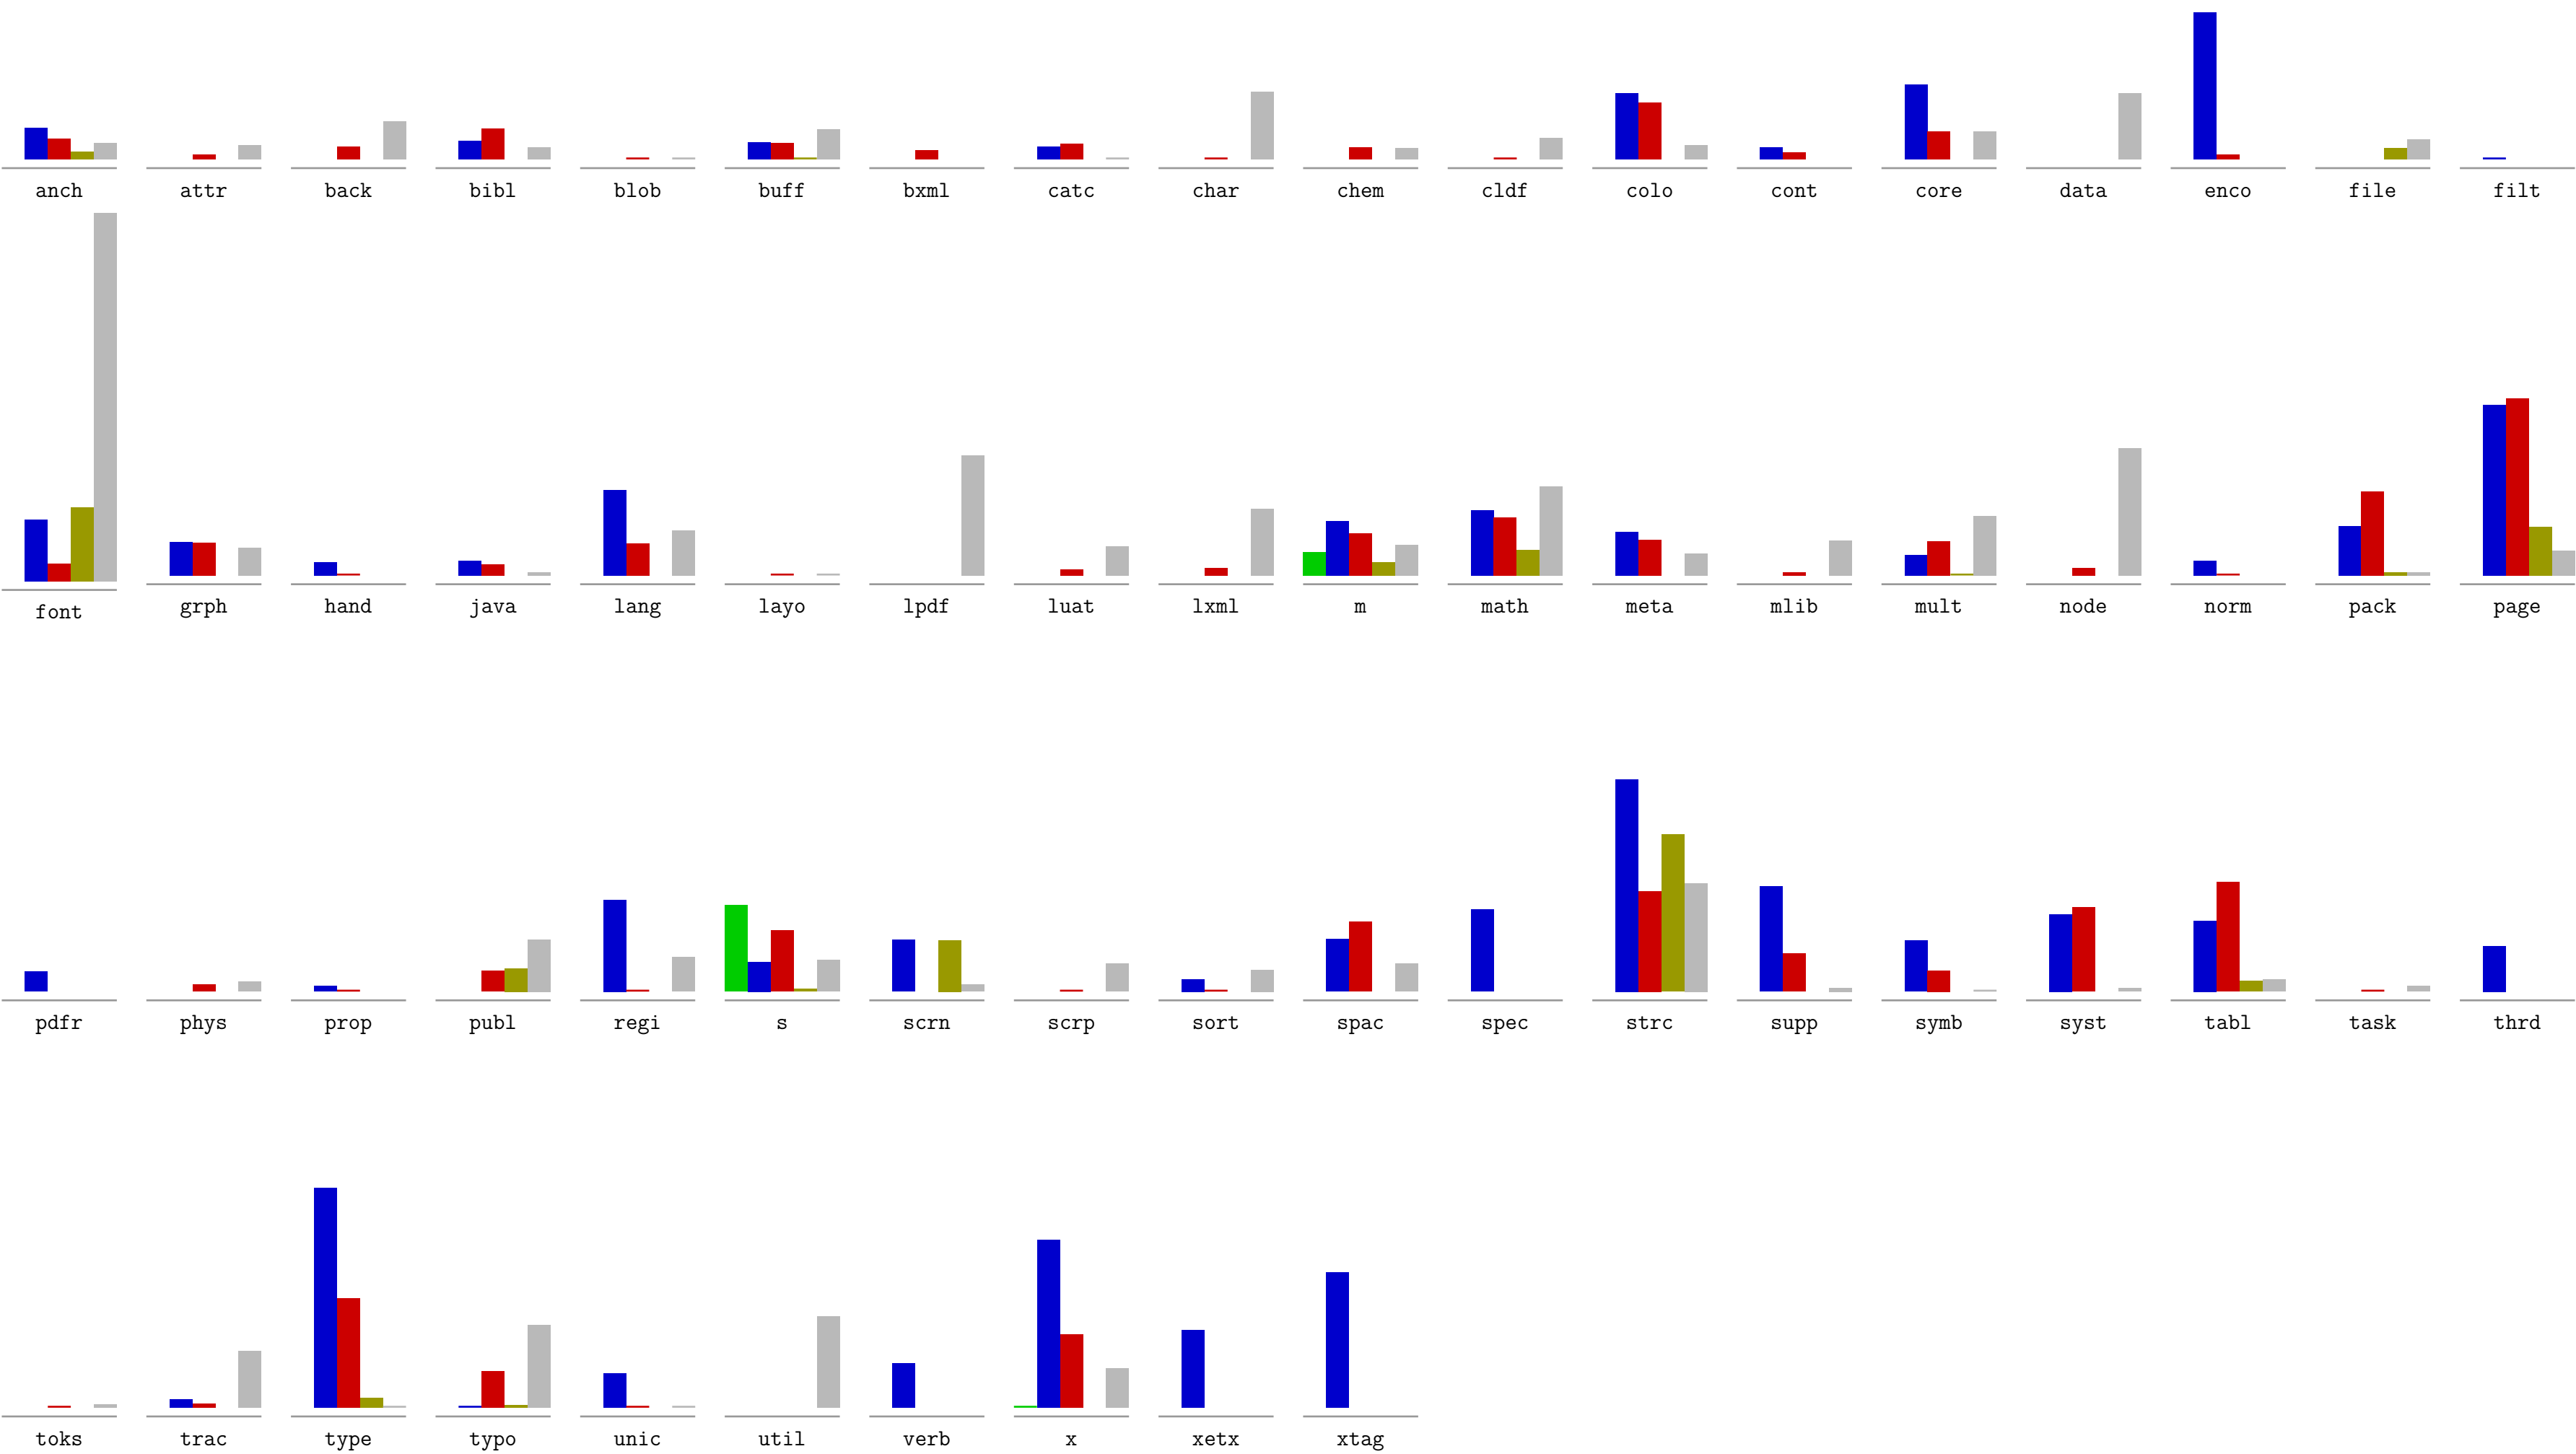 anch attr back bibl blob buff bxml catc char chem cldf colo cont core data enco file filt
font grph hand java lang layo lpdf luat lxml m math meta mlib mult node norm pack page
pdfr phys prop publ regi s scrn scrp sort spac spec strc supp symb syst tabl task thrd
toks trac type typo unic util verb x xetx xtag